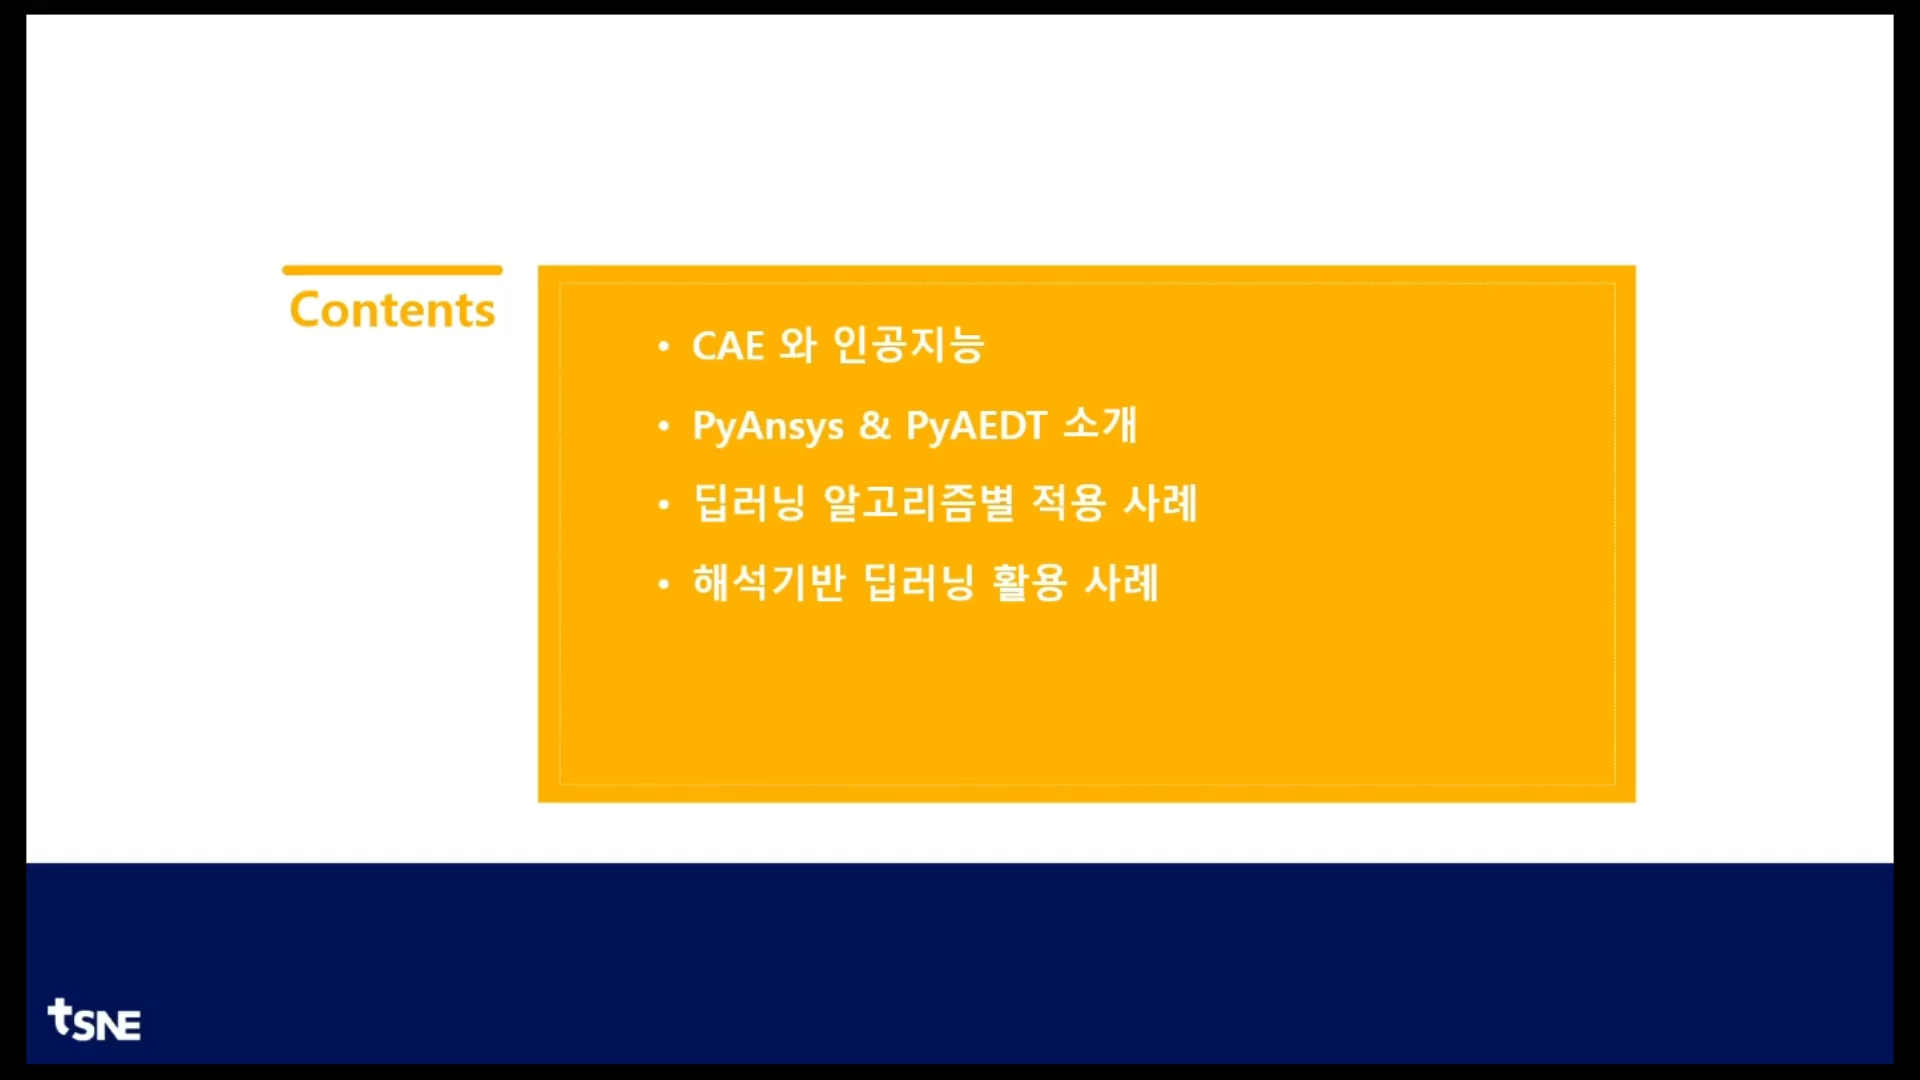 Contents
• CAE 와 인공지능
• PyAnsys & PyAEDT 소개
• 딥러닝 알고리즘별 적용 사례
• 해석기반 딥러닝 활용 사례
tSNE